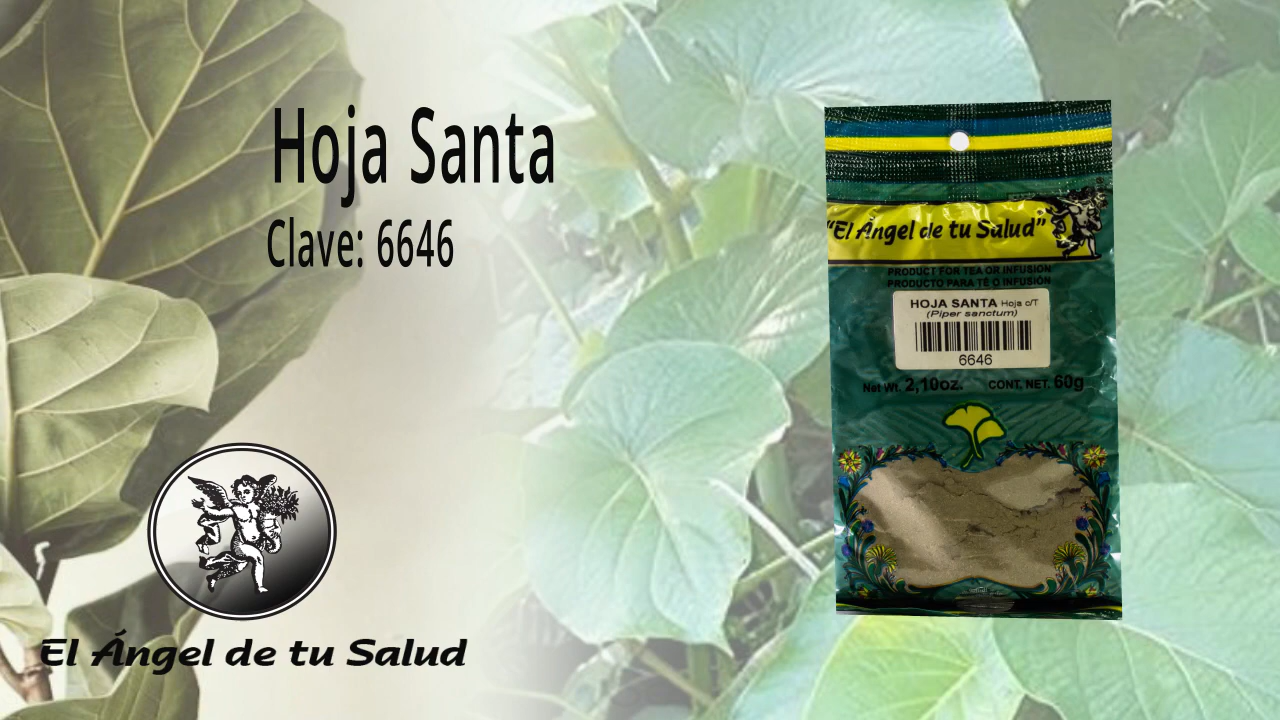 Hoja Santa
Clave: 6646
El Ángel de tu Salud
"El Ángel de tu Salud"
PRODUCT FOR TEA OR INFUSION
PRODUCTO PARA TÉ O INFUSIÓN
HOJA SANTA Hoja c/T
(Piper sanctum)
6646
Net Wt. 2,10oz. CONT. NET. 60g